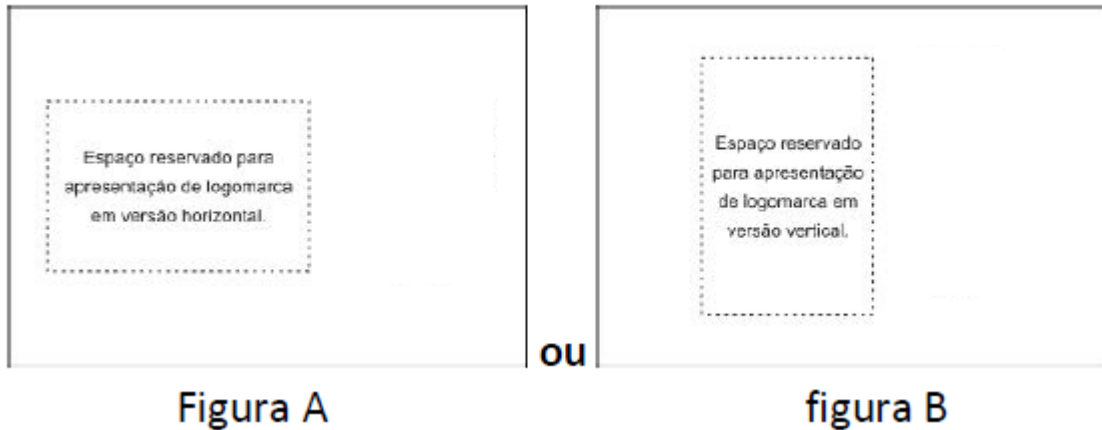 Espaço reservado para
apresentação de logomarca
em versão horizontal.
ou
Espaço reservado
para apresentação
de logomarca em
versão vertical.
Figura A
figura B